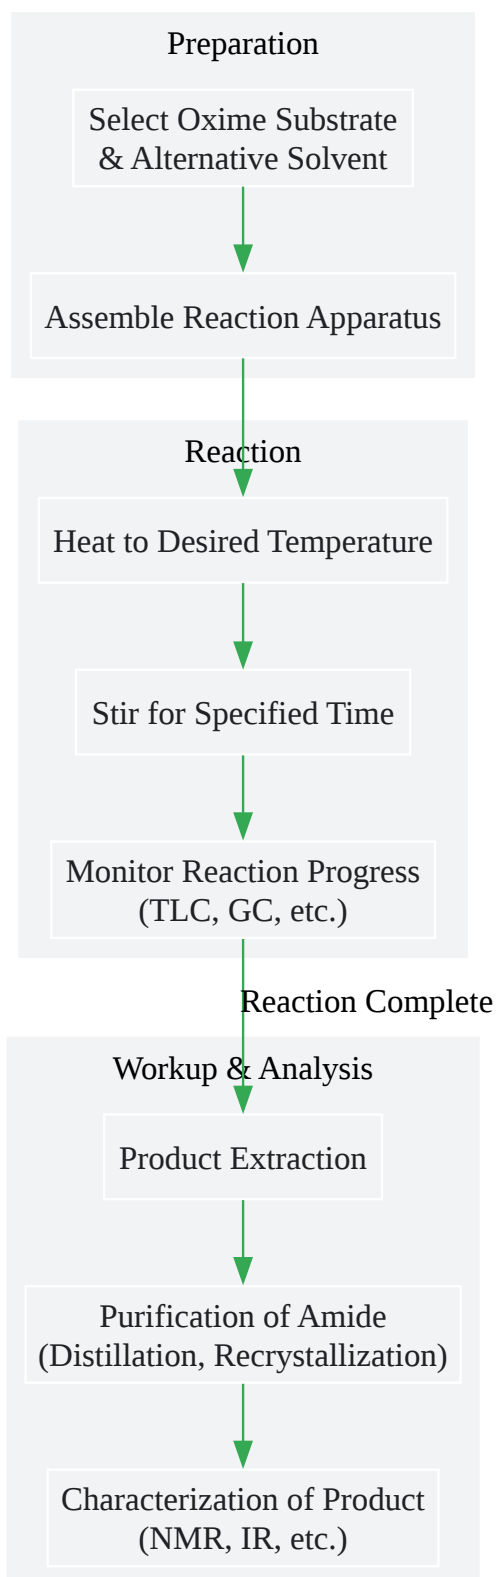 Preparation
Select Oxime Substrate
& Alternative Solvent
Assemble Reaction Apparatus
Reaction
Heat to Desired Temperature
Stir for Specified Time
Monitor Reaction Progress
(TLC, GC, etc.)
Reaction Complete
Workup & Analysis
Product Extraction
Purification of Amide
(Distillation, Recrystallization)
Characterization of Product
(NMR, IR, etc.)